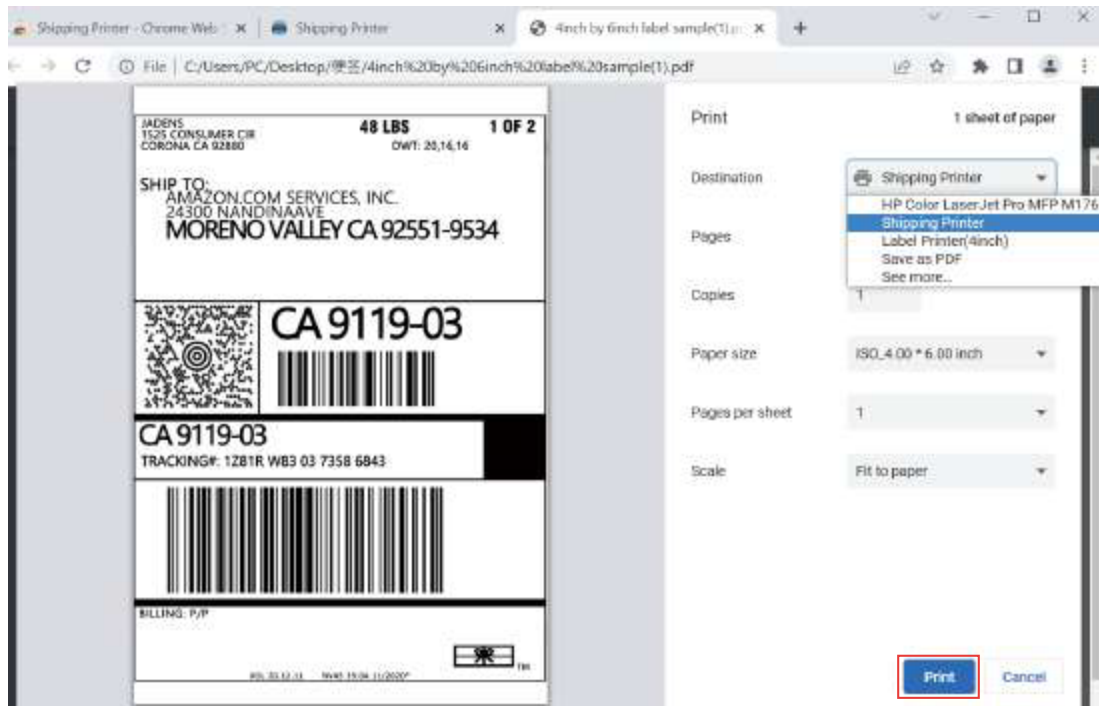 Shipping Printer - Chrome Web
Shipping Printer
4inch by 6inch label sample(1).
File | C:/Users/PC/Desktop/便签/4inch%20by%206inch%20label%20sample(1).pdf
JADENS
1525 CONSUMER CIR
CORONA CA 92880
48 LBS
1 OF 2
DWT: 20,16,16
SHIP TO:
AMAZON.COM SERVICES, INC.
24300 NANDINAAVE
MORENO VALLEY CA 92551-9534
CA 9119-03
CA 9119-03
TRACKING#: 1Z81R WB3 03 7358 6843
BILLING: P/P
TM
Print
1 sheet of paper
Destination
Shipping Printer
HP Color LaserJet Pro MFP M176
Shipping Printer
Label Printer(4inch)
Save as PDF
See more...
Pages
Copies
1
Paper size
ISO_4.00 * 6.00 inch
Pages per sheet
1
Scale
Fit to paper
Print
Cancel